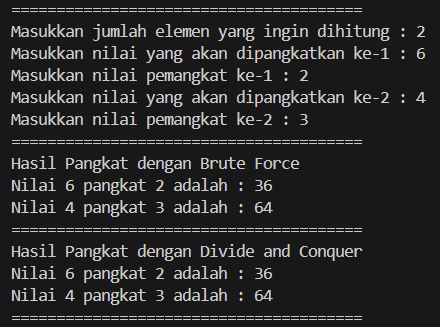 =======================================
Masukkan jumlah elemen yang ingin dihitung : 2
Masukkan nilai yang akan dipangkatkan ke-1 : 6
Masukkan nilai pemangkat ke-1 : 2
Masukkan nilai yang akan dipangkatkan ke-2 : 4
Masukkan nilai pemangkat ke-2 : 3
=======================================
Hasil Pangkat dengan Brute Force
Nilai 6 pangkat 2 adalah : 36
Nilai 4 pangkat 3 adalah : 64
=======================================
Hasil Pangkat dengan Divide and Conquer
Nilai 6 pangkat 2 adalah : 36
Nilai 4 pangkat 3 adalah : 64
=======================================